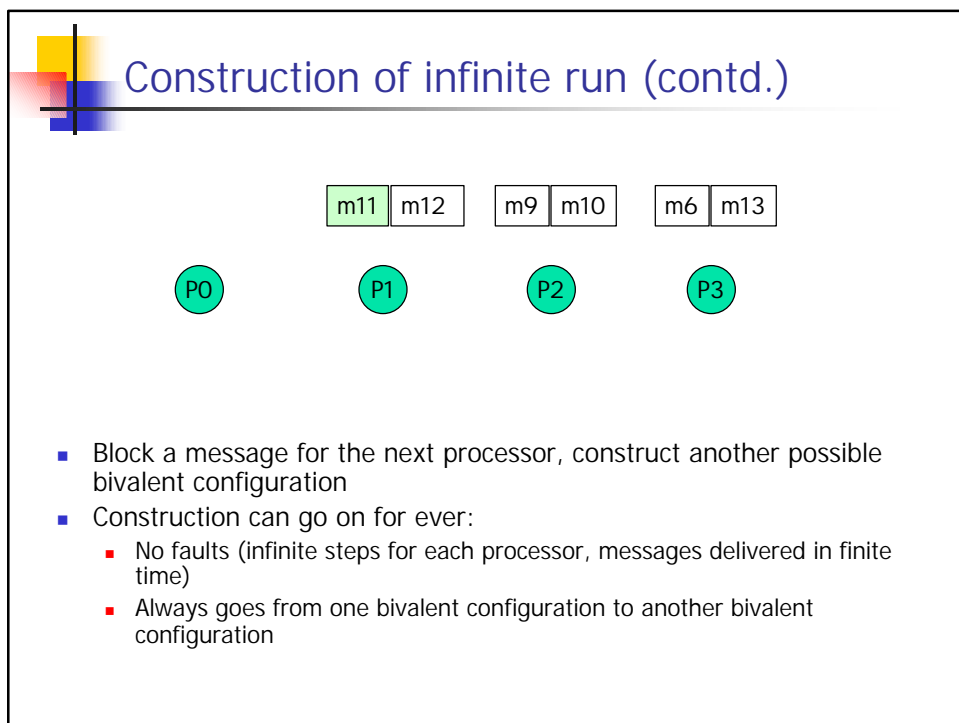 Construction of infinite run (contd.)
m11 m12 m9 m10 m6 m13
P0 P1 P2 P3
Block a message for the next processor, construct another possible
bivalent configuration
Construction can go on for ever:
No faults (infinite steps for each processor, messages delivered in finite
time)
Always goes from one bivalent configuration to another bivalent
configuration